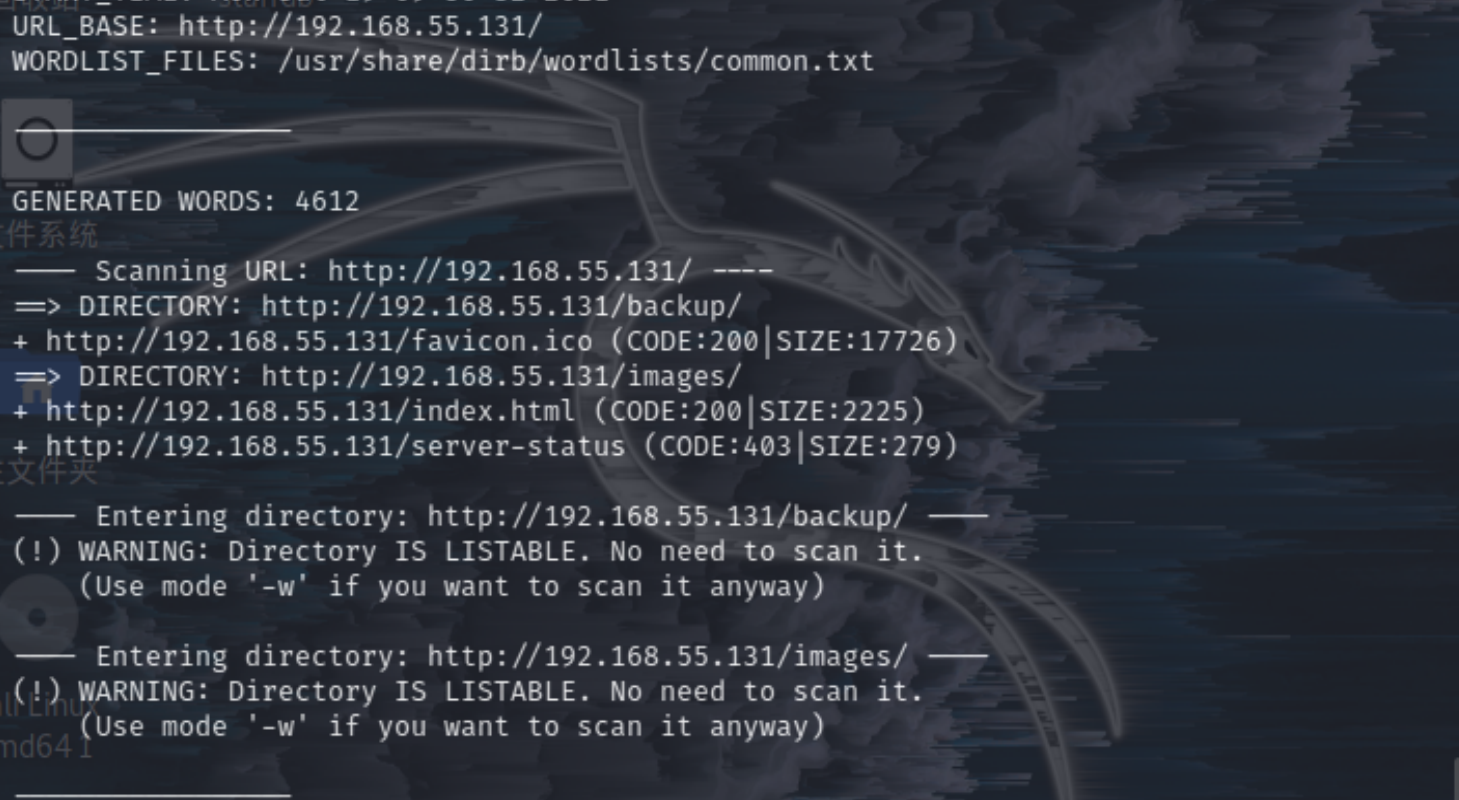 URL_BASE: http://192.168.55.131/
WORDLIST_FILES: /usr/share/dirb/wordlists/common.txt
GENERATED WORDS: 4612
件系统
---- Scanning URL: http://192.168.55.131/ ----
==> DIRECTORY: http://192.168.55.131/backup/
+ http://192.168.55.131/favicon.ico (CODE:200|SIZE:17726)
==> DIRECTORY: http://192.168.55.131/images/
+ http://192.168.55.131/index.html (CODE:200|SIZE:2225)
+ http://192.168.55.131/server-status (CODE:403|SIZE:279)
文件夹
---- Entering directory: http://192.168.55.131/backup/ ----
(!) WARNING: Directory IS LISTABLE. No need to scan it.
(Use mode '-w' if you want to scan it anyway)
---- Entering directory: http://192.168.55.131/images/ ----
(!) WARNING: Directory IS LISTABLE. No need to scan it.
Linux
(Use mode '-w' if you want to scan it anyway)
md64 1